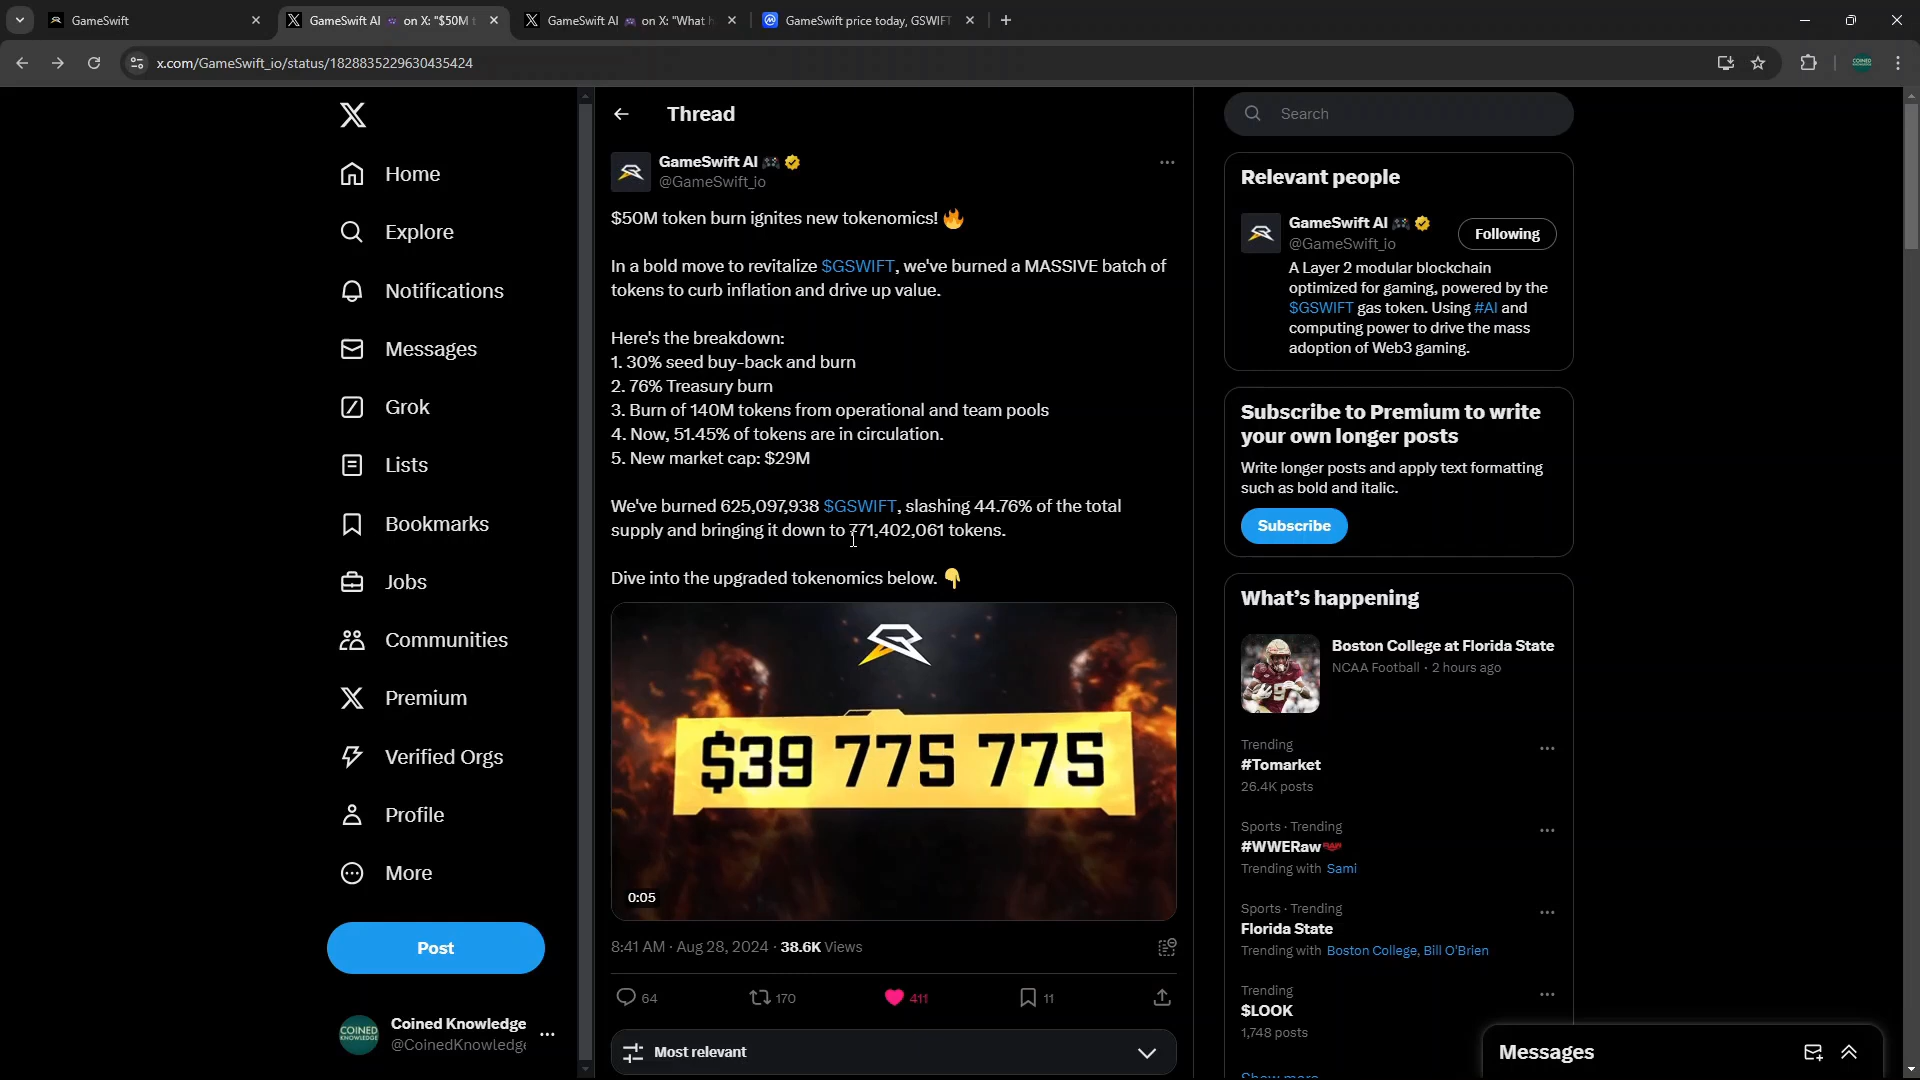 GameSwift
GameSwift AI 🎮 on X: "$50M t
GameSwift AI 🎮 on X: "What h
GameSwift price today, GSWIFT
x.com/GameSwift_io/status/1828835229630435424
Home
Explore
Notifications
Messages
Grok
Lists
Bookmarks
Jobs
Communities
Premium
Verified Orgs
Profile
More
Post
COINED KNOWLEDGE
Coined Knowledge
@CoinedKnowledge
Thread
GameSwift AI 🎮
@GameSwift_io
$50M token burn ignites new tokenomics! 🔥
In a bold move to revitalize $GSWIFT, we've burned a MASSIVE batch of
tokens to curb inflation and drive up value.
Here's the breakdown:
1. 30% seed buy-back and burn
2. 76% Treasury burn
3. Burn of 140M tokens from operational and team pools
4. Now, 51.45% of tokens are in circulation.
5. New market cap: $29M
We've burned 625,097,938 $GSWIFT, slashing 44.76% of the total
supply and bringing it down to 771,402,061 tokens.
Dive into the upgraded tokenomics below. 👇
$39 775 775
0:05
8:41 AM · Aug 28, 2024 · 38.6K Views
64
170
411
11
Most relevant
Search
Relevant people
GameSwift AI 🎮
@GameSwift_io
Following
A Layer 2 modular blockchain
optimized for gaming, powered by the
$GSWIFT gas token. Using #AI and
computing power to drive the mass
adoption of Web3 gaming.
Subscribe to Premium to write
your own longer posts
Write longer posts and apply text formatting
such as bold and italic.
Subscribe
What's happening
Boston College at Florida State
NCAA Football · 2 hours ago
Trending
#Tomarket
26.4K posts
Sports · Trending
#WWERaw
Trending with Sami
Sports · Trending
Florida State
Trending with Boston College, Bill O'Brien
Trending
$LOOK
1,748 posts
Show more
Messages